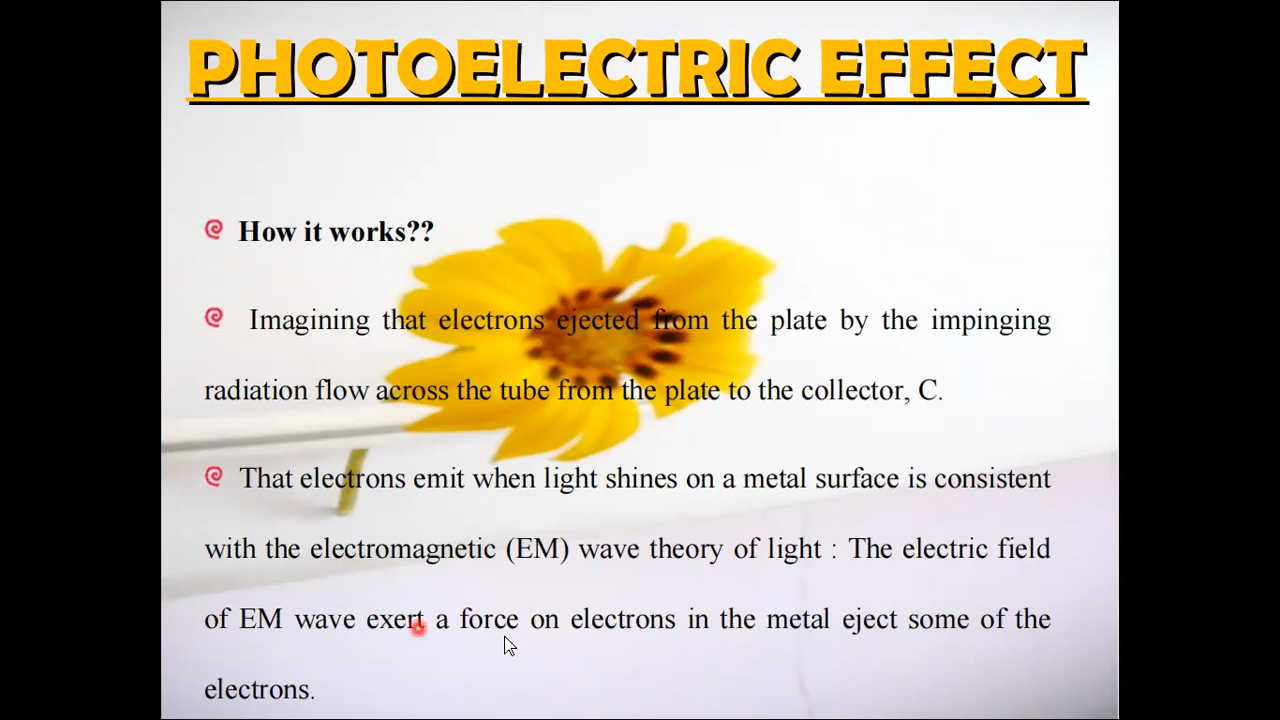 PHOTOELECTRIC EFFECT
How it works??
Imagining that electrons ejected from the plate by the impinging
radiation flow across the tube from the plate to the collector, C.
That electrons emit when light shines on a metal surface is consistent
with the electromagnetic (EM) wave theory of light : The electric field
of EM wave exert a force on electrons in the metal eject some of the
electrons.